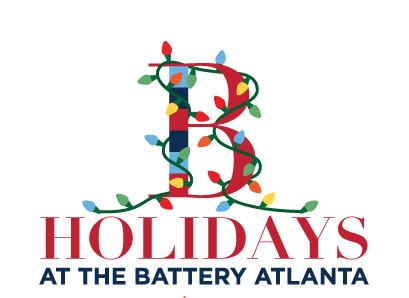 B
HOLIDAYS
AT THE BATTERY ATLANTA